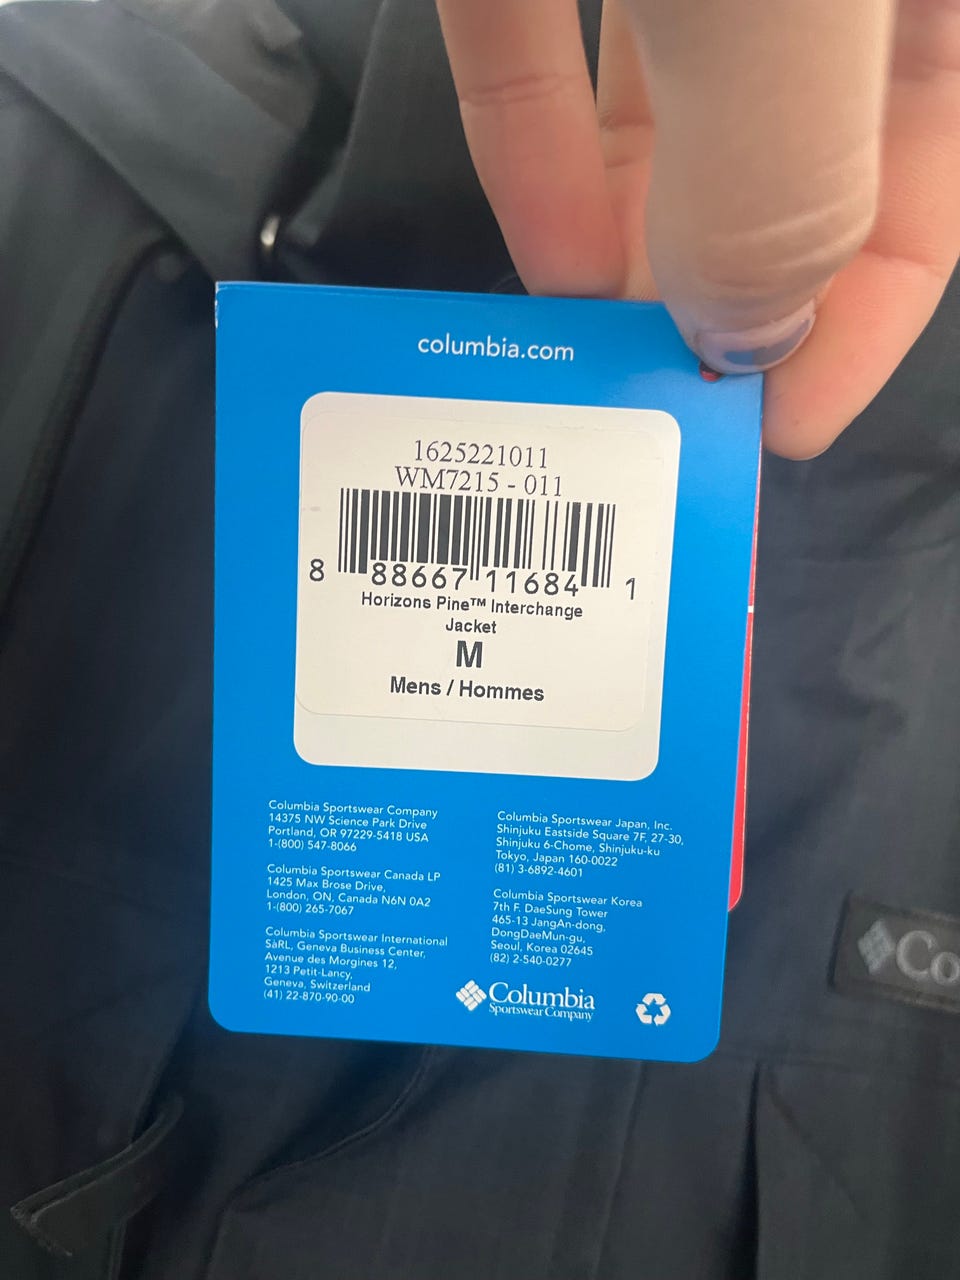 columbia.com
1625221011
WM7215 - 011
8 88667 11684 1
Horizons Pine™ Interchange
Jacket
M
Mens / Hommes
Columbia Sportswear Company
14375 NW Science Park Drive
Portland, OR 97229-5418 USA
1-(800) 547-8066
Columbia Sportswear Canada LP
1425 Max Brose Drive,
London, ON, Canada N6N 0A2
1-(800) 265-7067
Columbia Sportswear International
SàRL, Geneva Business Center,
Avenue des Morgines 12,
1213 Petit-Lancy,
Geneva, Switzerland
(41) 22-870-90-00
Columbia Sportswear Japan, Inc.
Shinjuku Eastside Square 7F, 27-30,
Shinjuku 6-Chome, Shinjuku-ku
Tokyo, Japan 160-0022
(81) 3-6892-4601
Columbia Sportswear Korea
7th F. DaeSung Tower
465-13 JangAn-dong,
DongDaeMun-gu,
Seoul, Korea 02645
(82) 2-540-0277
Columbia
Sportswear Company
Co